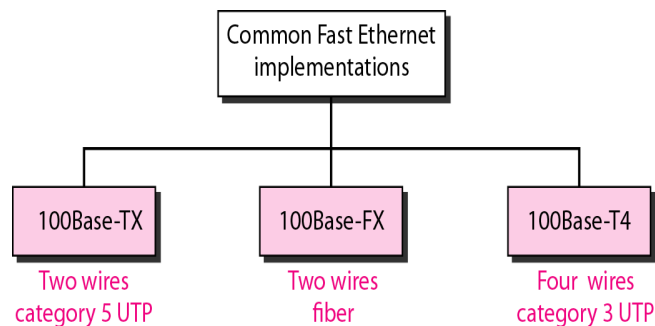 Common Fast Ethernet
implementations
100Base-TX
100Base-FX
100Base-T4
Two wires
category 5 UTP
Two wires
fiber
Four wires
category 3 UTP